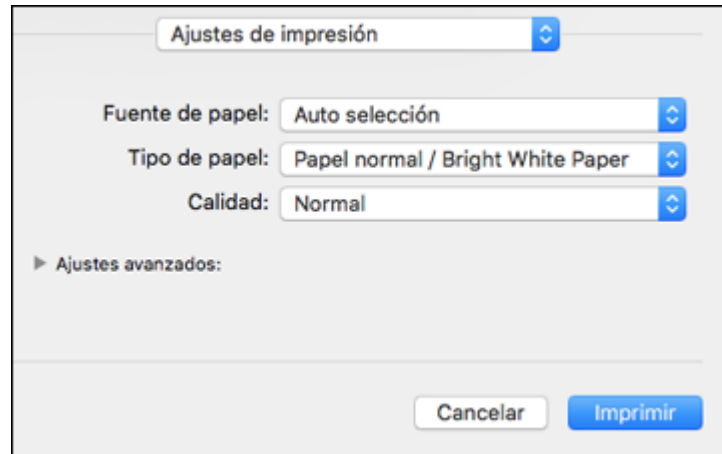 Ajustes de impresión
Fuente de papel: Auto selección
Tipo de papel: Papel normal / Bright White Paper
Calidad: Normal
Ajustes avanzados:
Cancelar Imprimir